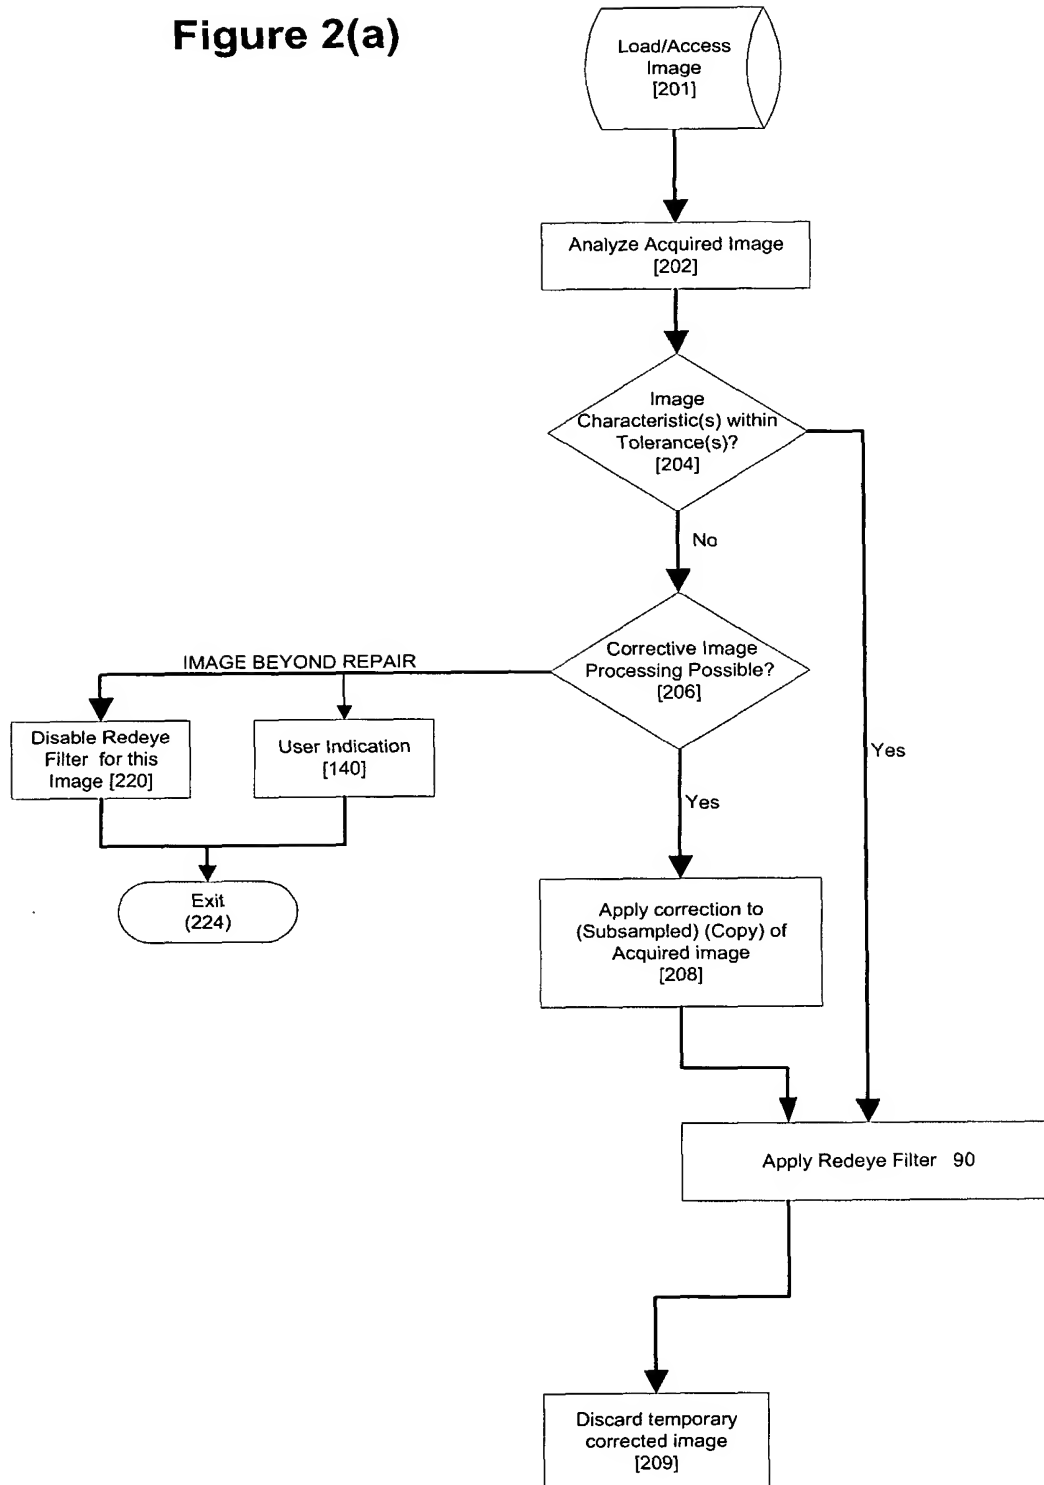 Figure 2(a)
Load/Access
Image
[201]
Analyze Acquired Image
[202]
Image
Characteristic(s) within
Tolerance(s)?
[204]
No
Yes
Corrective Image
Processing Possible?
[206]
IMAGE BEYOND REPAIR
Disable Redeye
Filter for this
Image [220]
User Indication
[140]
Exit
(224)
Yes
Apply correction to
(Subsampled) (Copy) of
Acquired image
[208]
Apply Redeye Filter 90
Discard temporary
corrected image
[209]